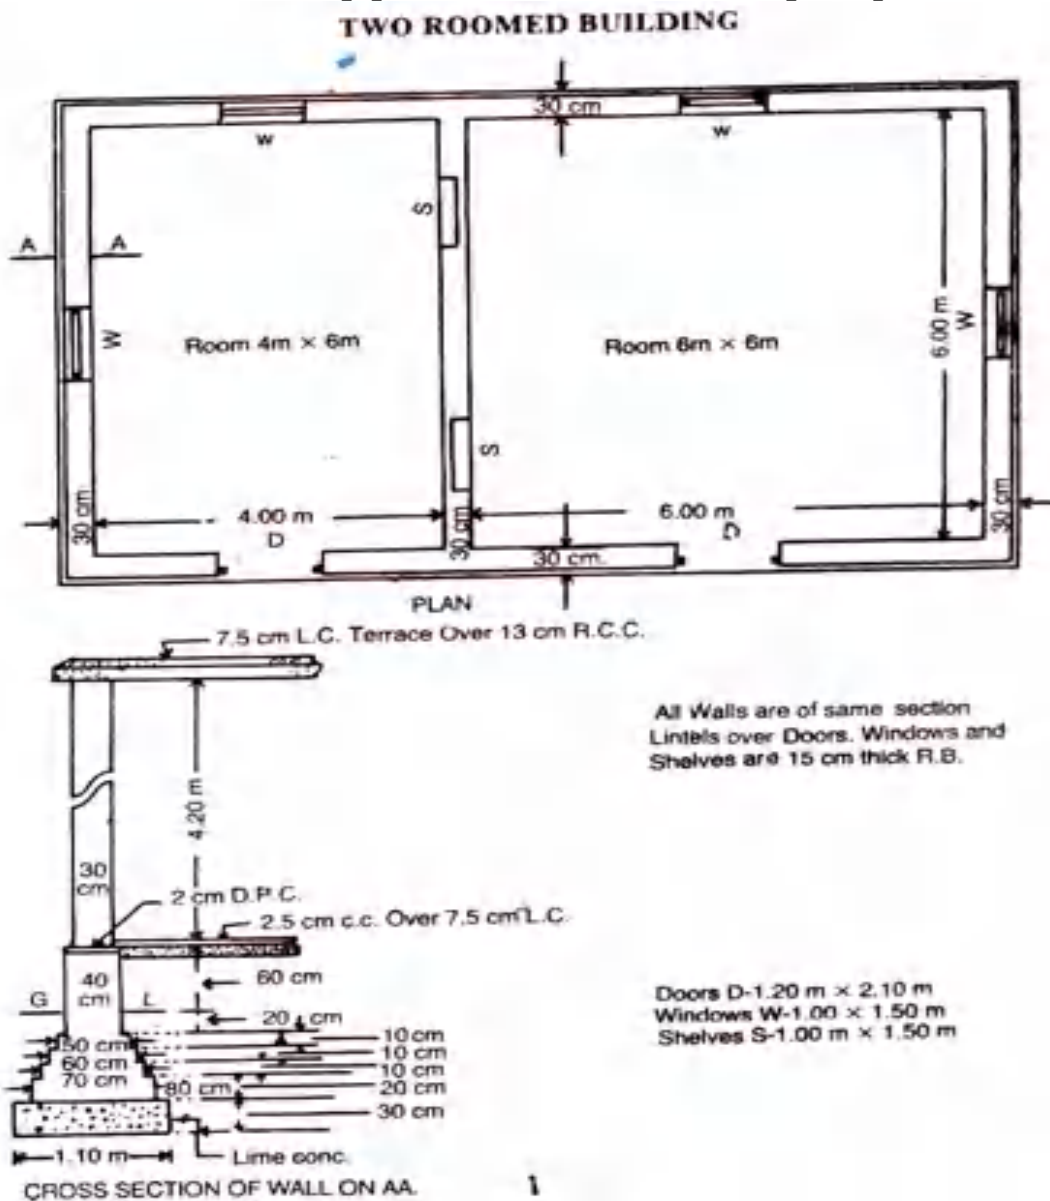 TWO ROOMED BUILDING
30 cm
W
W
S
A
A
W
Room 4m × 6m
Room 6m × 6m
6.00 m
W
S
30 cm
4.00 m
D
30 cm
6.00 m
D
30 cm
30 cm.
PLAN
7.5 cm L.C. Terrace Over 13 cm R.C.C.
All Walls are of same section
Lintels over Doors. Windows and
Shelves are 15 cm thick R.B.
4.20 m
30
cm
2 cm D.P.C.
2.5 cm c.c. Over 7.5 cm L.C.
40
cm
60 cm
G
L
20 cm
Doors D-1.20 m × 2.10 m
Windows W-1.00 × 1.50 m
Shelves S-1.00 m × 1.50 m
50 cm
10 cm
60 cm
10 cm
70 cm
10 cm
80 cm
20 cm
30 cm
1.10 m
Lime conc.
CROSS SECTION OF WALL ON AA.